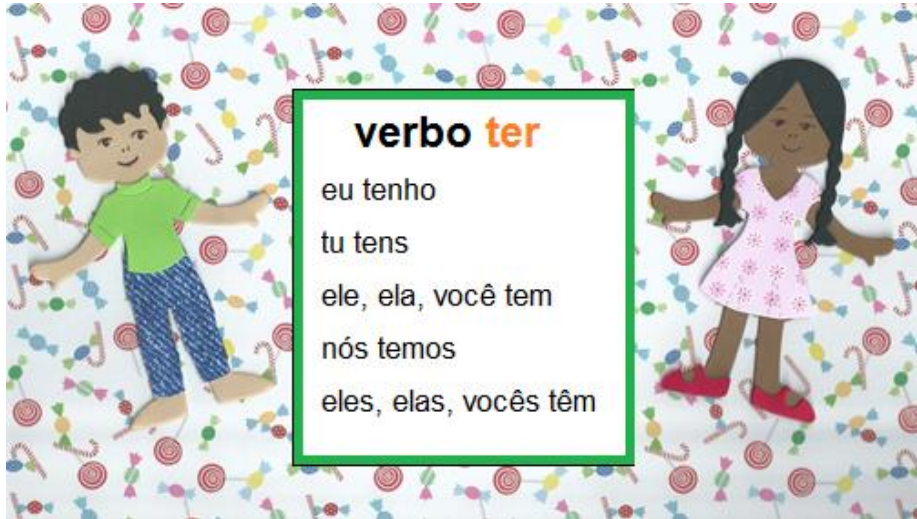 verbo ter
eu tenho
tu tens
ele, ela, você tem
nós temos
eles, elas, vocês têm